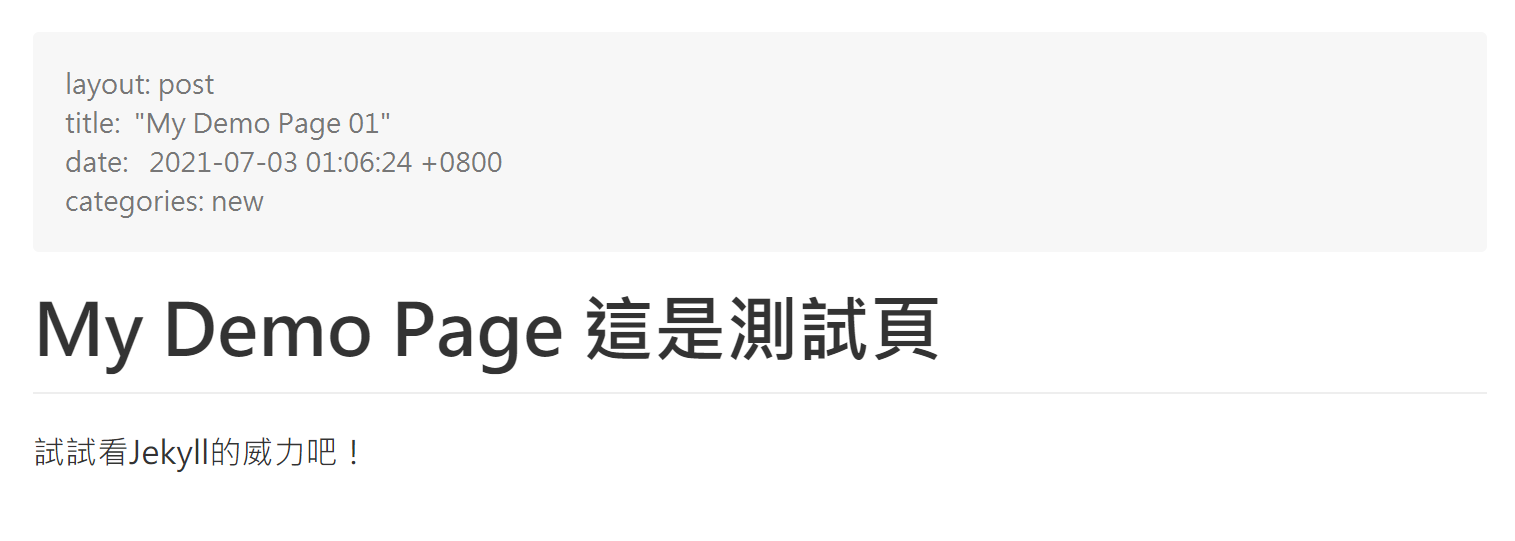 layout: post
title:  "My Demo Page 01"
date:   2021-07-03 01:06:24 +0800
categories: new
My Demo Page 這是測試頁
試試看Jekyll的威力吧！